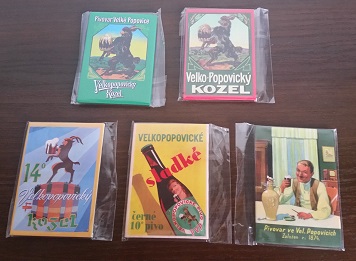 Pivovar Velké Popovice
Velkopopovický
Kozel
Velko-Popovický
KOZEL
14°
Velkopopovický
Kozel
VELKOPOPOVICKÉ
sladké
černé
10° pivo
Pivovar ve Vel. Popovicích
Založen r. 1874